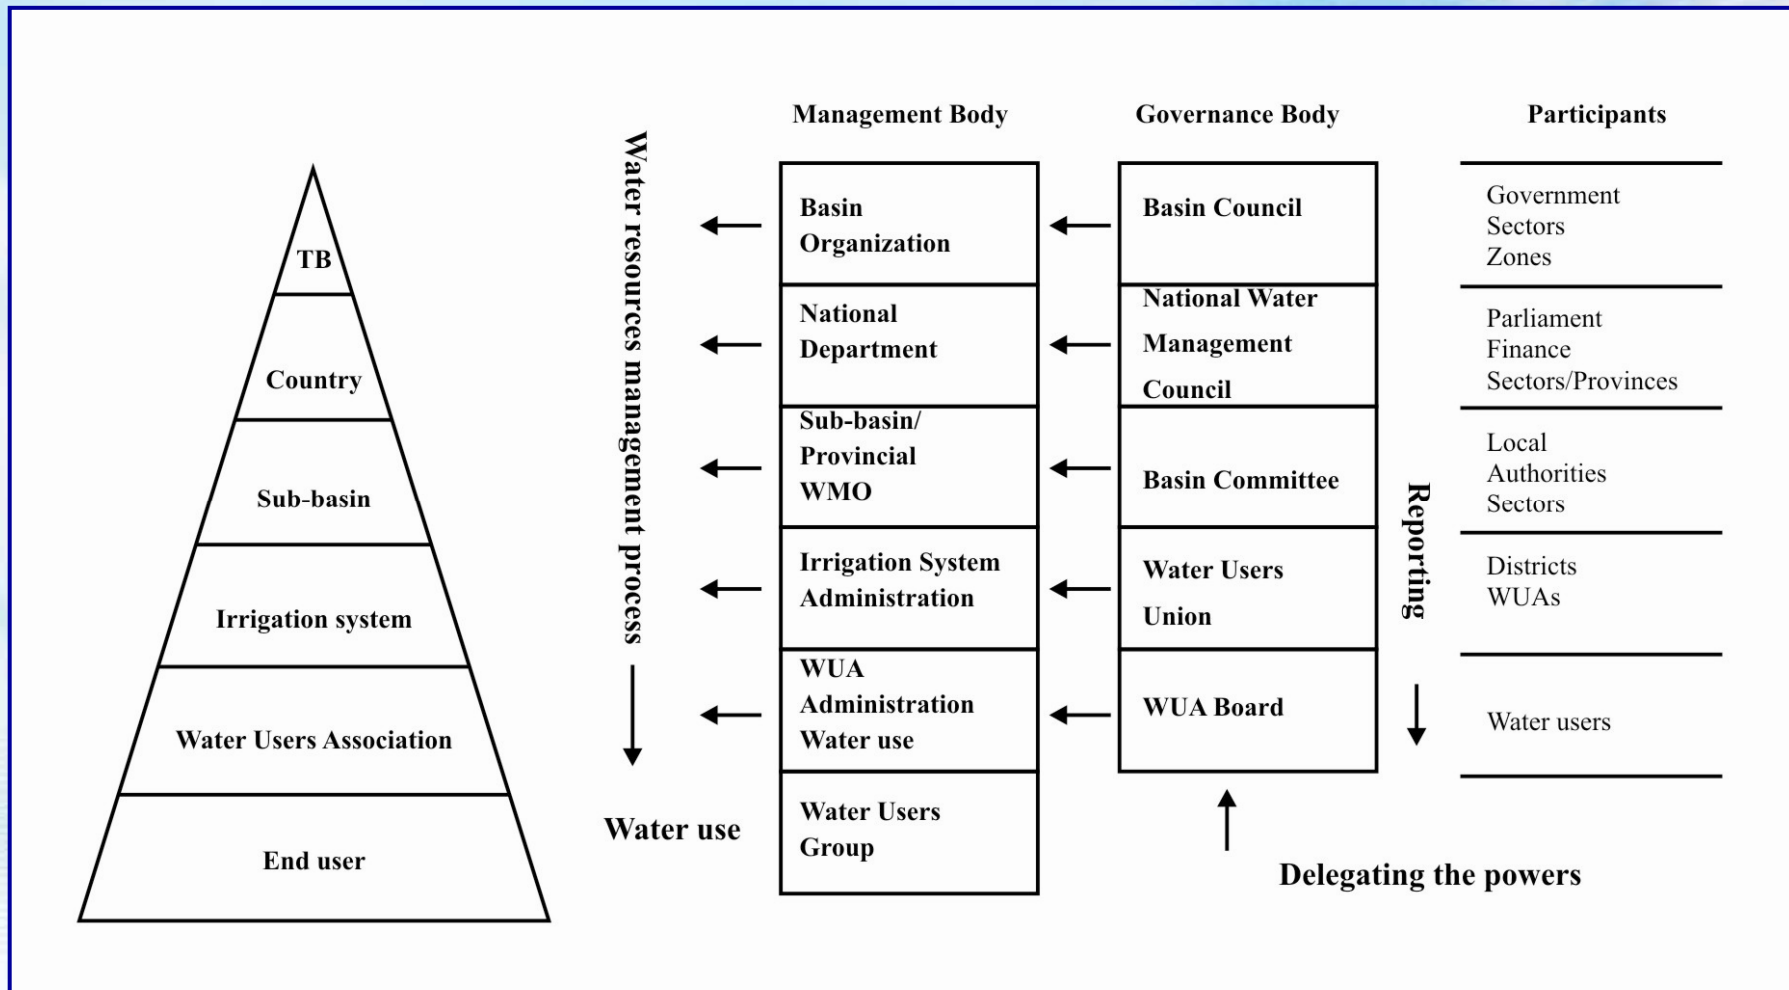 TB
Country
Sub-basin
Irrigation system
Water Users Association
End user
Water resources management process
Water use
Management Body
Basin
Organization
National
Department
Sub-basin/
Provincial
WMO
Irrigation System
Administration
WUA
Administration
Water use
Water Users
Group
Governance Body
Basin Council
National Water
Management
Council
Basin Committee
Water Users
Union
WUA Board
Delegating the powers
Reporting
Participants
Government
Sectors
Zones
Parliament
Finance
Sectors/Provinces
Local
Authorities
Sectors
Districts
WUAs
Water users